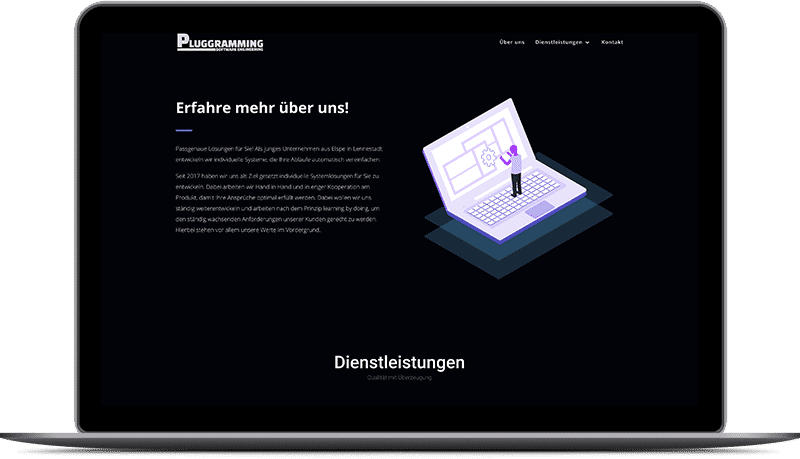 PLUGGRAMMING
SOFTWARE ENGINEERING
Über uns Dienstleistungen Kontakt
Erfahre mehr über uns!
Passgenaue Lösungen für Sie! Als junges Unternehmen aus Elspe in Lennestadt,
entwickeln wir individuelle Systeme, die Ihre Abläufe automatisch vereinfachen.
Seit 2017 haben wir uns als Ziel gesetzt individuelle Systemlösungen für Sie zu
entwickeln. Dabei arbeiten wir Hand in Hand und in enger Kooperation am
Produkt, damit Ihre Ansprüche optimal erfüllt werden. Dabei wollen wir uns
ständig weiterentwickeln und arbeiten nach dem Prinzip learning by doing, um
den ständig wachsenden Anforderungen unserer Kunden gerecht zu werden.
Hierbei stehen vor allem unsere Werte im Vordergrund.
Dienstleistungen
Qualität mit Überzeugung